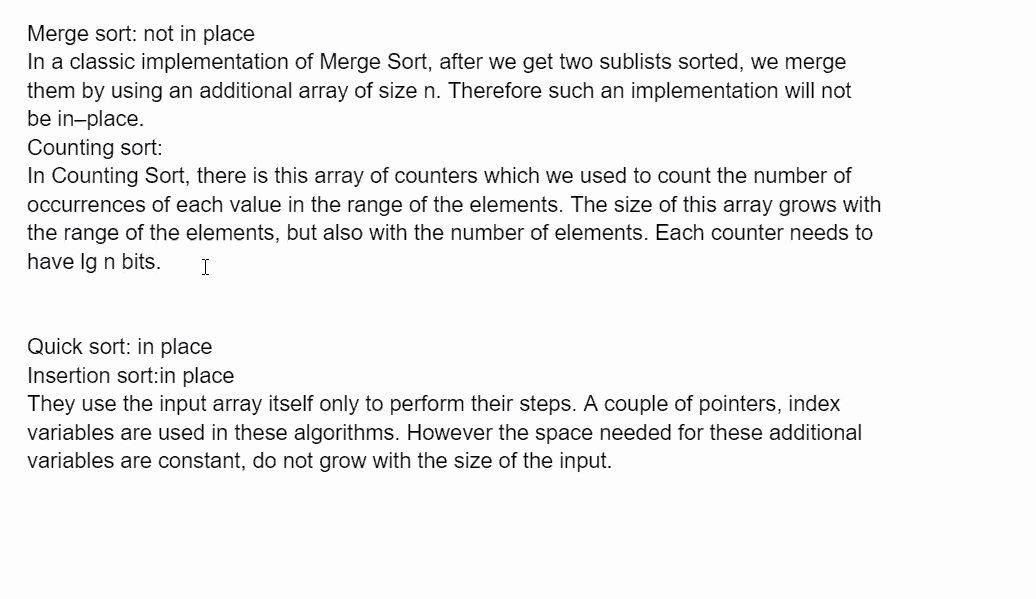 Merge sort: not in place
In a classic implementation of Merge Sort, after we get two sublists sorted, we merge
them by using an additional array of size n. Therefore such an implementation will not
be in–place.
Counting sort:
In Counting Sort, there is this array of counters which we used to count the number of
occurrences of each value in the range of the elements. The size of this array grows with
the range of the elements, but also with the number of elements. Each counter needs to
have lg n bits.
Quick sort: in place
Insertion sort:in place
They use the input array itself only to perform their steps. A couple of pointers, index
variables are used in these algorithms. However the space needed for these additional
variables are constant, do not grow with the size of the input.